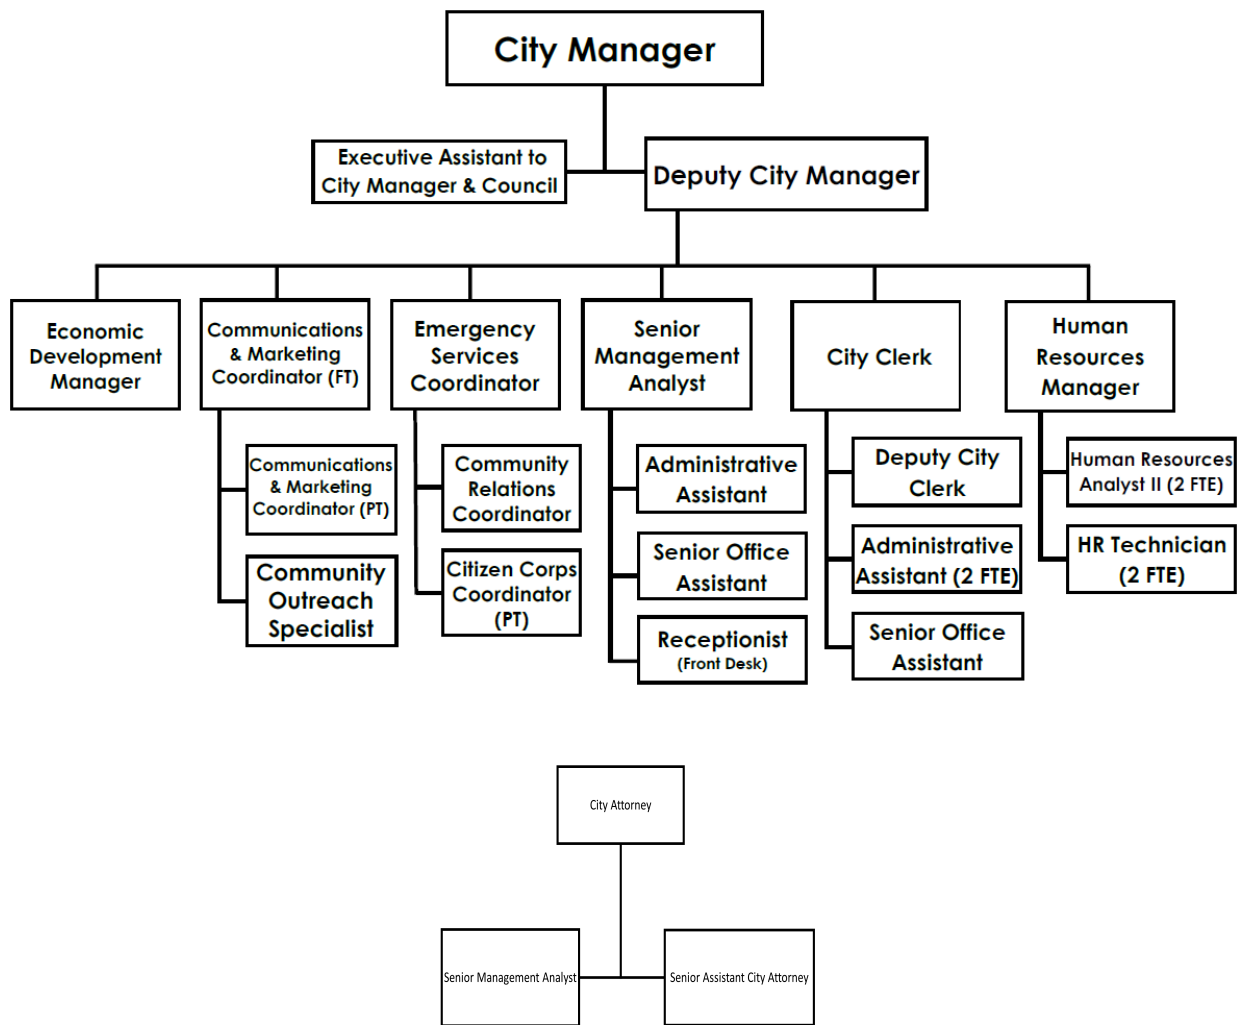 City Manager
Executive Assistant to
City Manager & Council
Deputy City Manager
Economic
Development
Manager
Communications
& Marketing
Coordinator (FT)
Emergency
Services
Coordinator
Senior
Management
Analyst
City Clerk
Human
Resources
Manager
Communications
& Marketing
Coordinator (PT)
Community
Outreach
Specialist
Community
Relations
Coordinator
Citizen Corps
Coordinator
(PT)
Administrative
Assistant
Senior Office
Assistant
Receptionist
(Front Desk)
Deputy City
Clerk
Administrative
Assistant (2 FTE)
Senior Office
Assistant
Human Resources
Analyst II (2 FTE)
HR Technician
(2 FTE)
City Attorney
Senior Management Analyst
Senior Assistant City Attorney